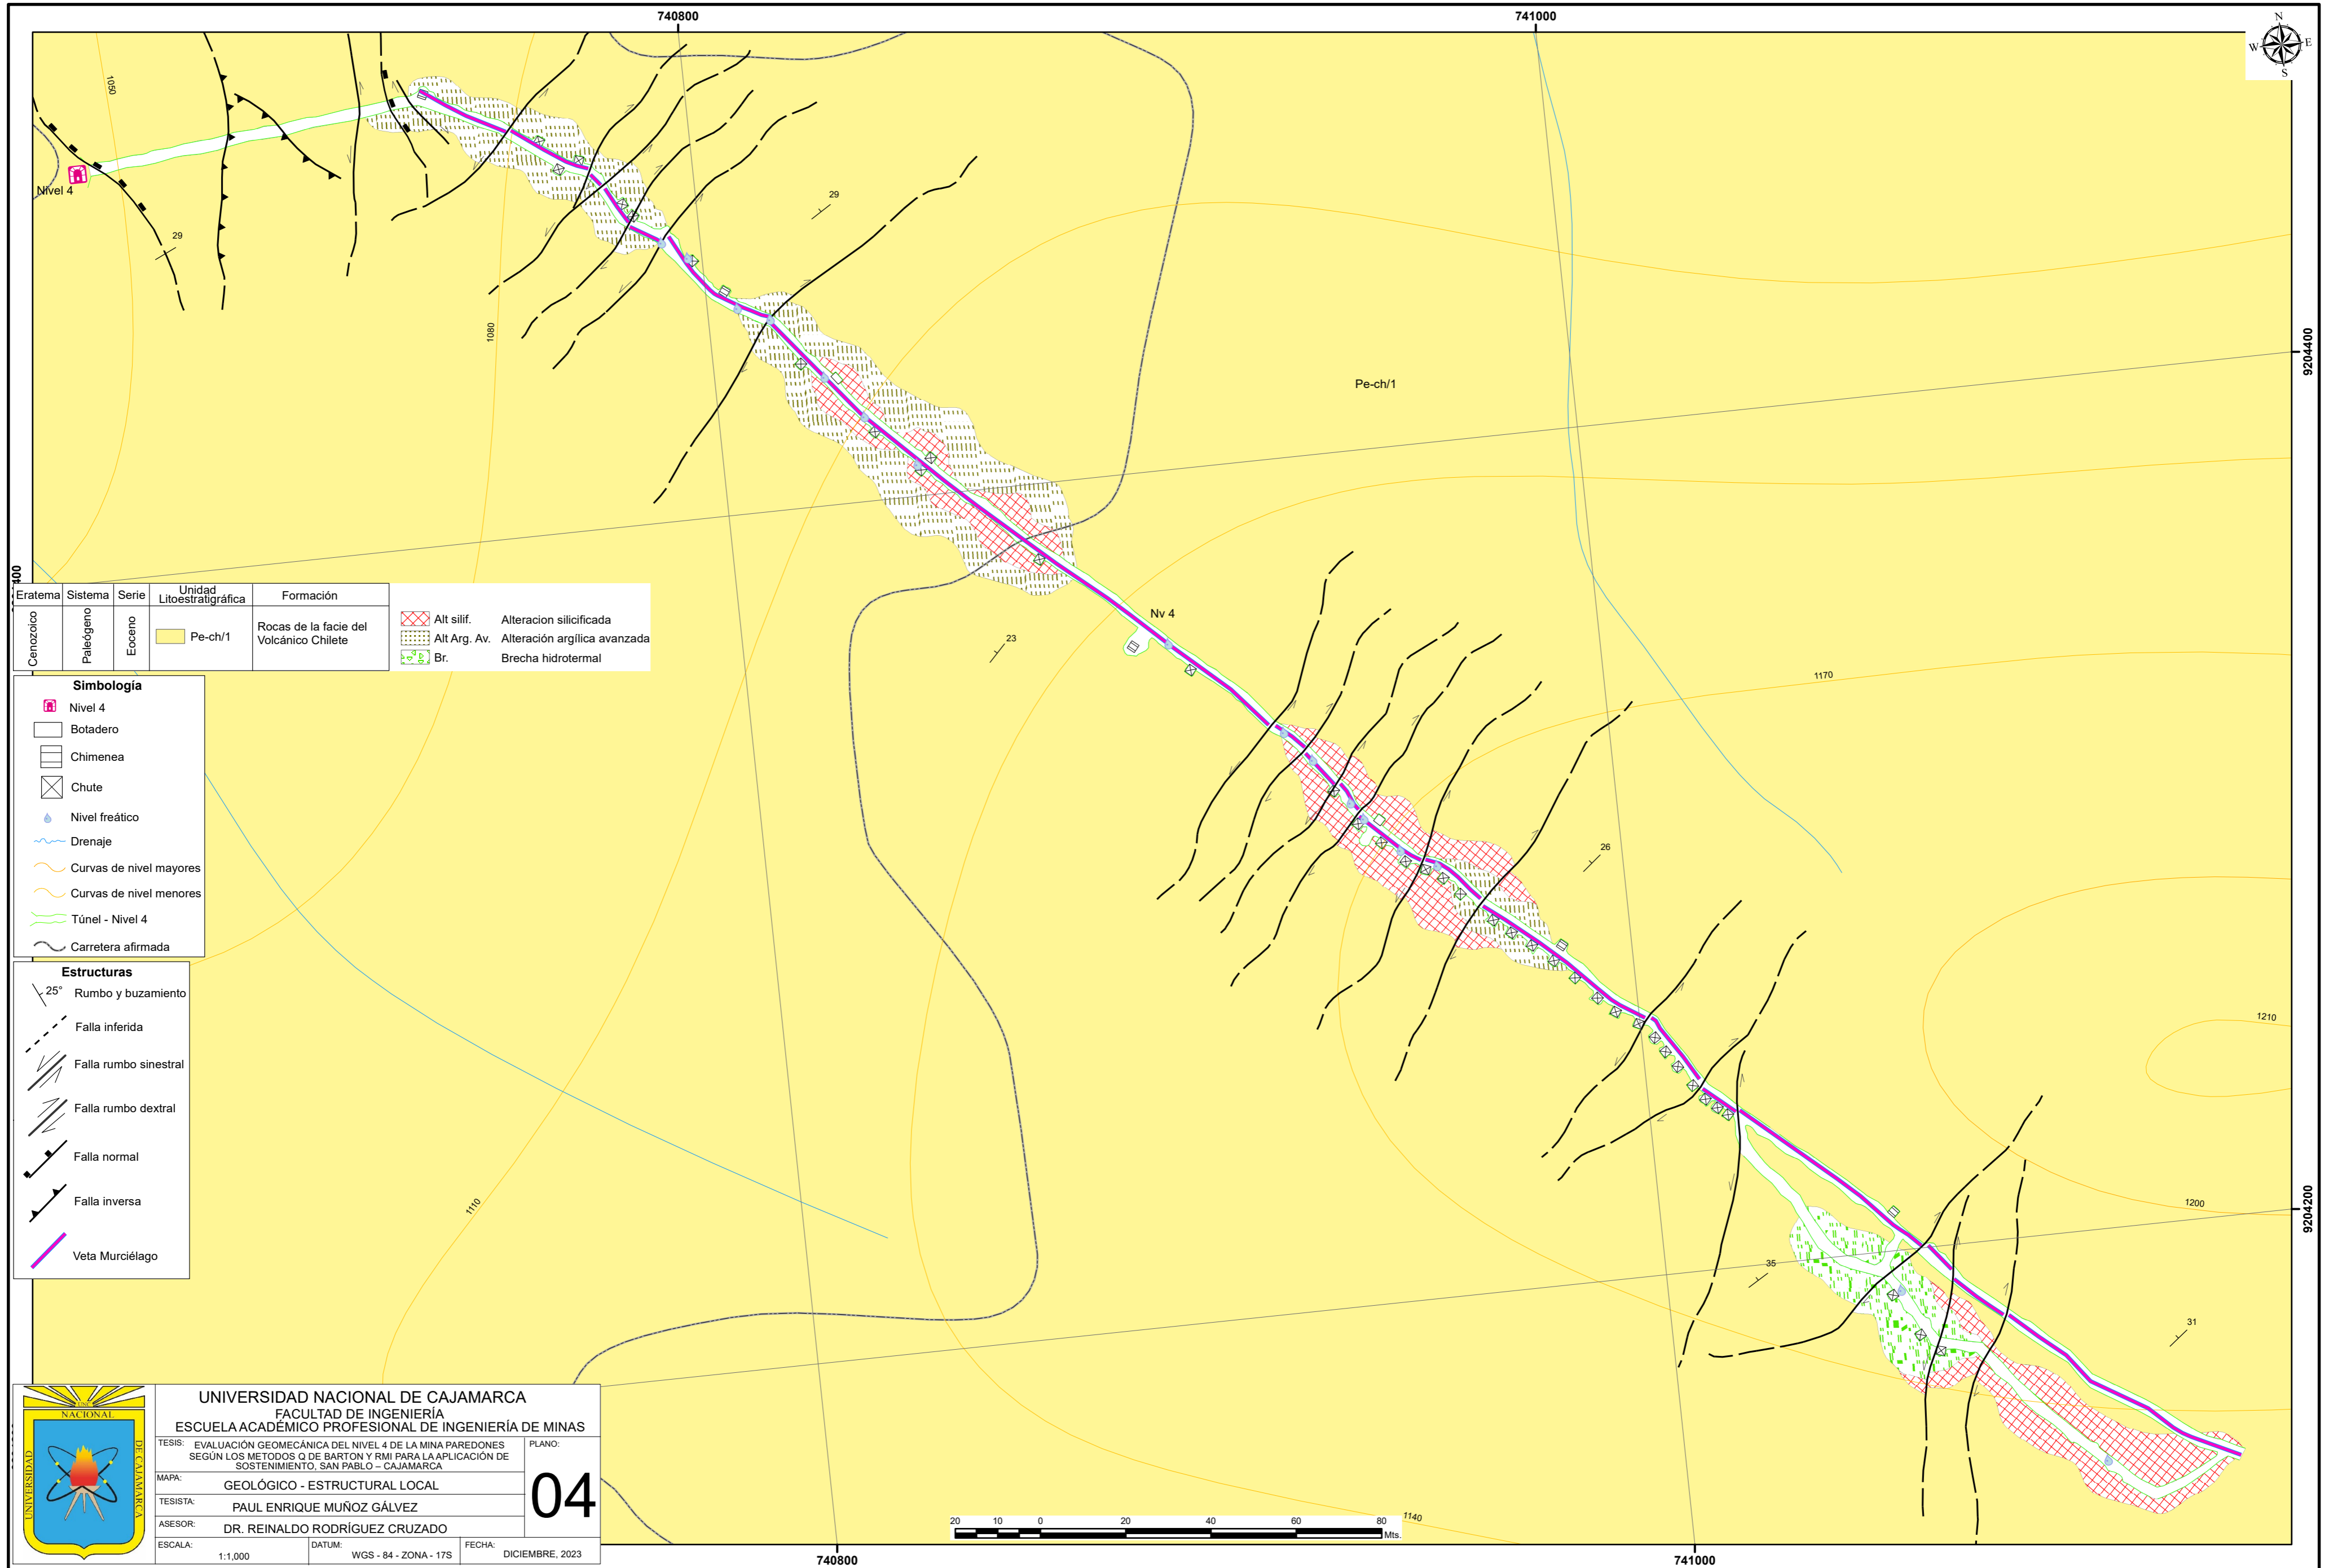 740800
741000
N
W
E
S
1050
Nivel 4
29
29
1080
9204400
Pe-ch/1
400
Eratema Sistema Serie Unidad Litoestratigráfica Formación
Cenozoico Paleógeno Eoceno Pe-ch/1 Rocas de la facie del
Volcánico Chilete
Alt silif. Alteracion silicificada
Alt Arg. Av. Alteración argílica avanzada
Br. Brecha hidrotermal
Nv 4
23
1170
Simbología
Nivel 4
Botadero
Chimenea
Chute
Nivel freático
Drenaje
Curvas de nivel mayores
Curvas de nivel menores
Túnel - Nivel 4
Carretera afirmada
26
Estructuras
25° Rumbo y buzamiento
Falla inferida
Falla rumbo sinestral
Falla rumbo dextral
Falla normal
Falla inversa
Veta Murciélago
1210
1110
1200
9204200
35
31
UNC
NACIONAL
UNIVERSIDAD
DE CAJAMARCA
UNIVERSIDAD NACIONAL DE CAJAMARCA
FACULTAD DE INGENIERÍA
ESCUELA ACADÉMICO PROFESIONAL DE INGENIERÍA DE MINAS
TESIS: EVALUACIÓN GEOMECÁNICA DEL NIVEL 4 DE LA MINA PAREDONES
SEGÚN LOS METODOS Q DE BARTON Y RMI PARA LA APLICACIÓN DE
SOSTENIMIENTO, SAN PABLO – CAJAMARCA
PLANO:
04
MAPA: GEOLÓGICO - ESTRUCTURAL LOCAL
TESISTA: PAUL ENRIQUE MUÑOZ GÁLVEZ
ASESOR: DR. REINALDO RODRÍGUEZ CRUZADO
ESCALA: 1:1,000
DATUM: WGS - 84 - ZONA - 17S
FECHA: DICIEMBRE, 2023
20 10 0 20 40 60 80
Mts.
1140
740800
741000